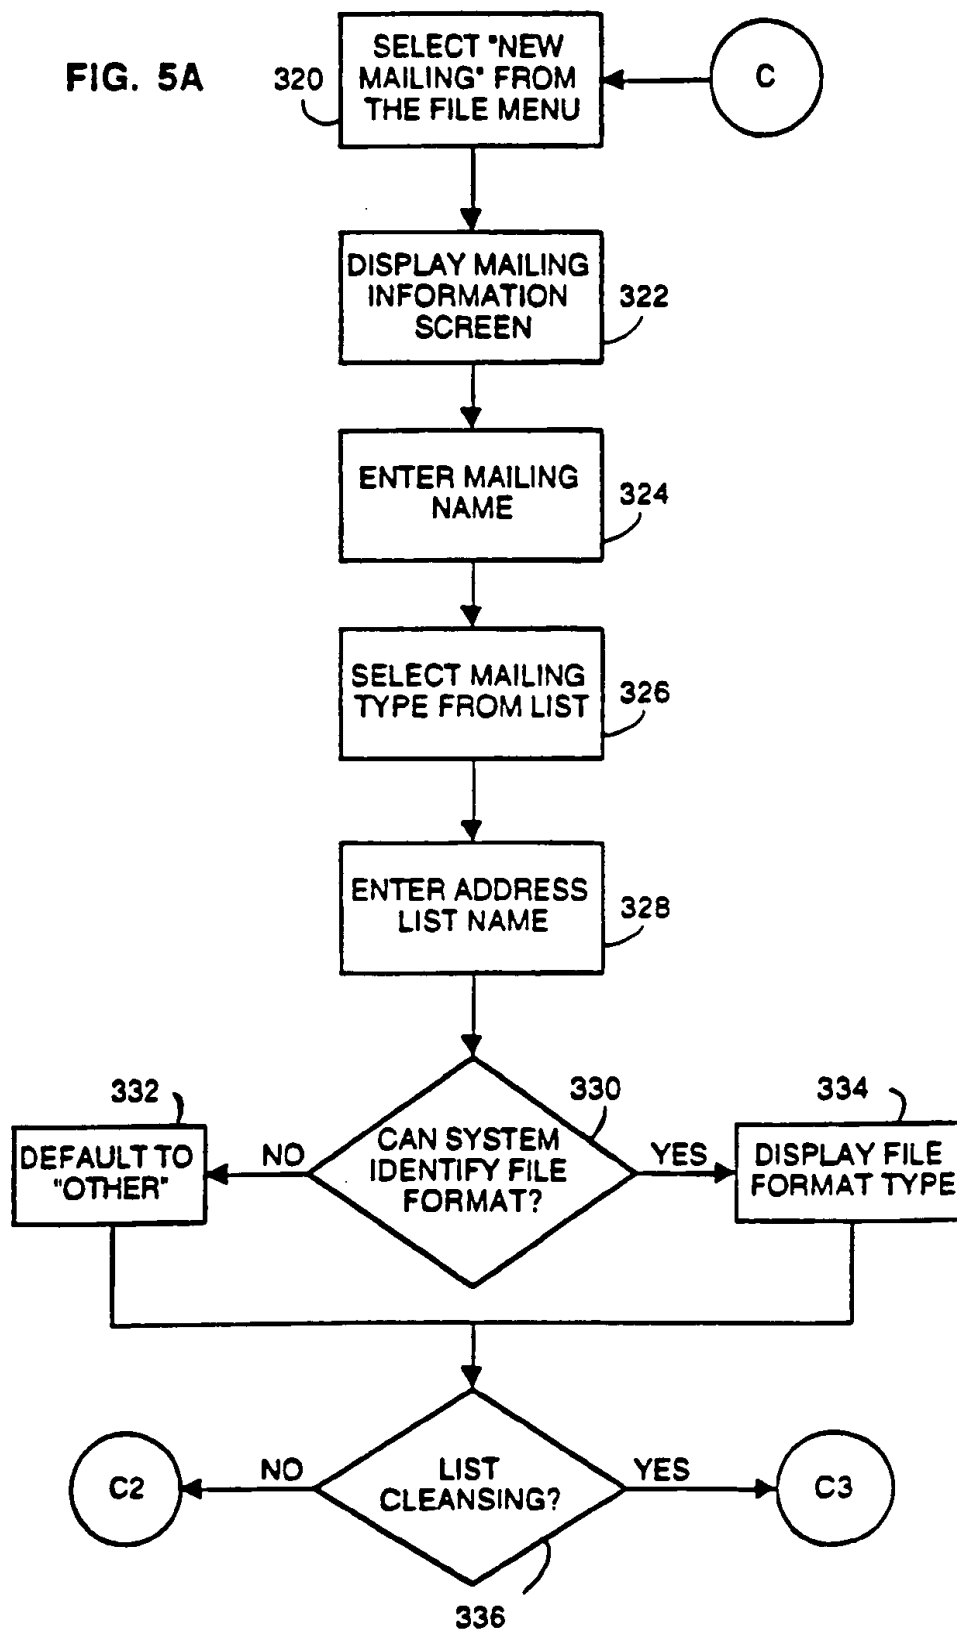 FIG. 5A
320
SELECT "NEW
MAILING" FROM
THE FILE MENU
C
DISPLAY MAILING
INFORMATION
SCREEN
322
ENTER MAILING
NAME
324
SELECT MAILING
TYPE FROM LIST
326
ENTER ADDRESS
LIST NAME
328
332
DEFAULT TO
"OTHER"
NO
330
CAN SYSTEM
IDENTIFY FILE
FORMAT?
YES
334
DISPLAY FILE
FORMAT TYPE
C2
NO
LIST
CLEANSING?
YES
C3
336